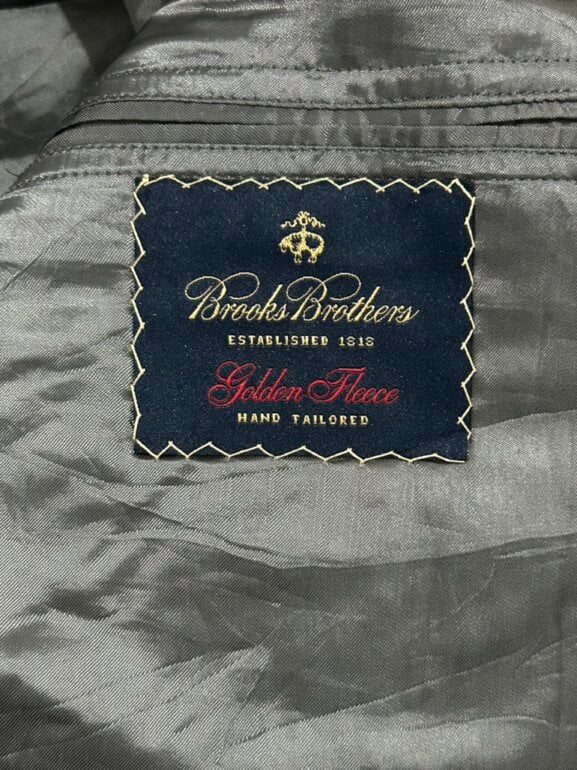 Brooks Brothers
ESTABLISHED 1818
Golden Fleece
HAND TAILORED